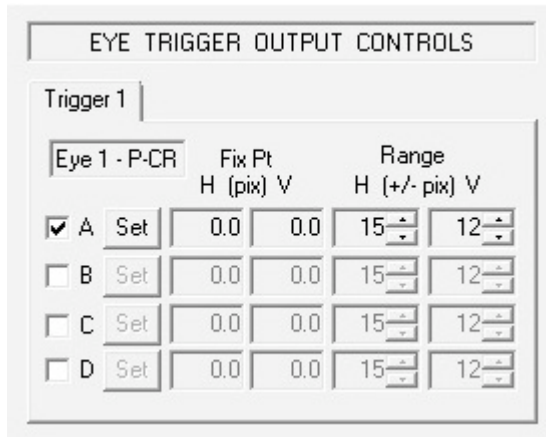 EYE TRIGGER OUTPUT CONTROLS
Trigger 1
Eye 1 - P-CR Fix Pt Range
H (pix) V H (+/- pix) V
A Set 0.0 0.0 15 12
B Set 0.0 0.0 15 12
C Set 0.0 0.0 15 12
D Set 0.0 0.0 15 12